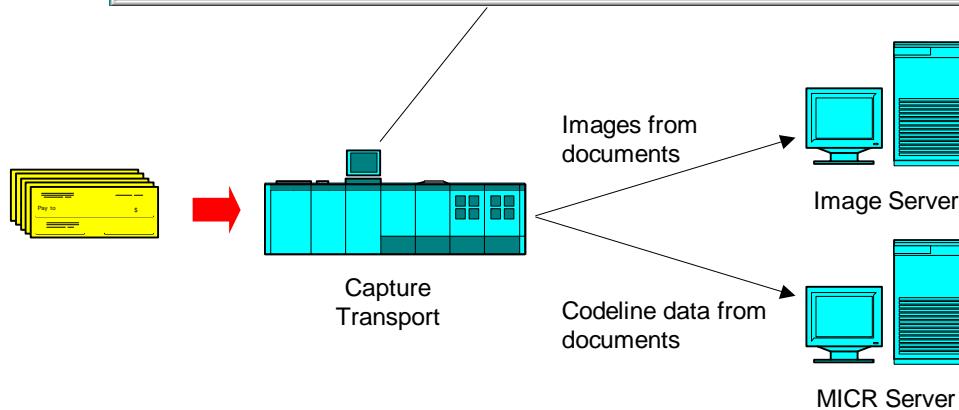 Images from
documents
Image Server
Pay to
$
Capture
Transport
Codeline data from
documents
MICR Server